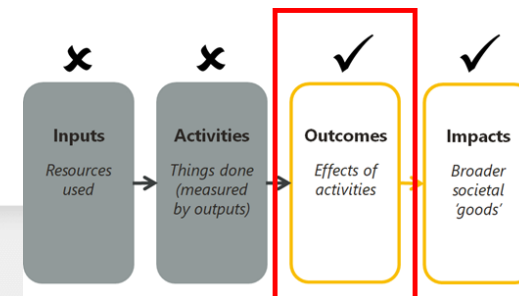 Inputs
Resources
used
Activities
Things done
(measured
by outputs)
Outcomes
Effects of
activities
Impacts
Broader
societal
‘goods’